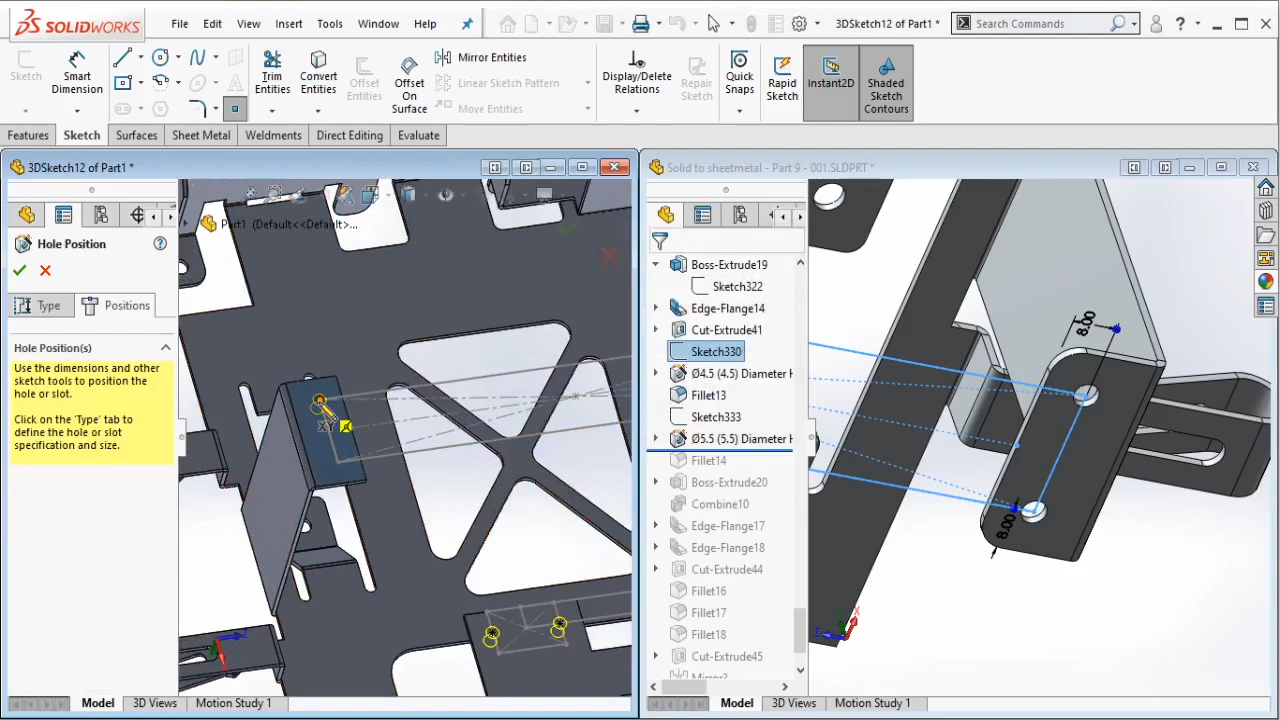 SOLIDWORKS
File Edit View Insert Tools Window Help
3DSketch12 of Part1 *
Search Commands
Sketch
Smart Dimension
Trim Entities
Convert Entities
Offset Entities
Offset On Surface
Mirror Entities
Linear Sketch Pattern
Move Entities
Display/Delete Relations
Repair Sketch
Quick Snaps
Rapid Sketch
Instant2D
Shaded Sketch Contours
Features Sketch Surfaces Sheet Metal Weldments Direct Editing Evaluate
3DSketch12 of Part1 *
Solid to sheetmetal - Part 9 - 001.SLDPRT *
Part1 (Default<<Default>...
Hole Position
Type Positions
Hole Position(s)
Use the dimensions and other
sketch tools to position the
hole or slot.
Click on the 'Type' tab to
define the hole or slot
specification and size.
XY
Boss-Extrude19
Sketch322
Edge-Flange14
Cut-Extrude41
Sketch330
Ø4.5 (4.5) Diameter H
Fillet13
Sketch333
Ø5.5 (5.5) Diameter H
Fillet14
Boss-Extrude20
Combine10
Edge-Flange17
Edge-Flange18
Cut-Extrude44
Fillet16
Fillet17
Fillet18
Cut-Extrude45
Mirror3
8.00
8.00
X
Model 3D Views Motion Study 1
Model 3D Views Motion Study 1